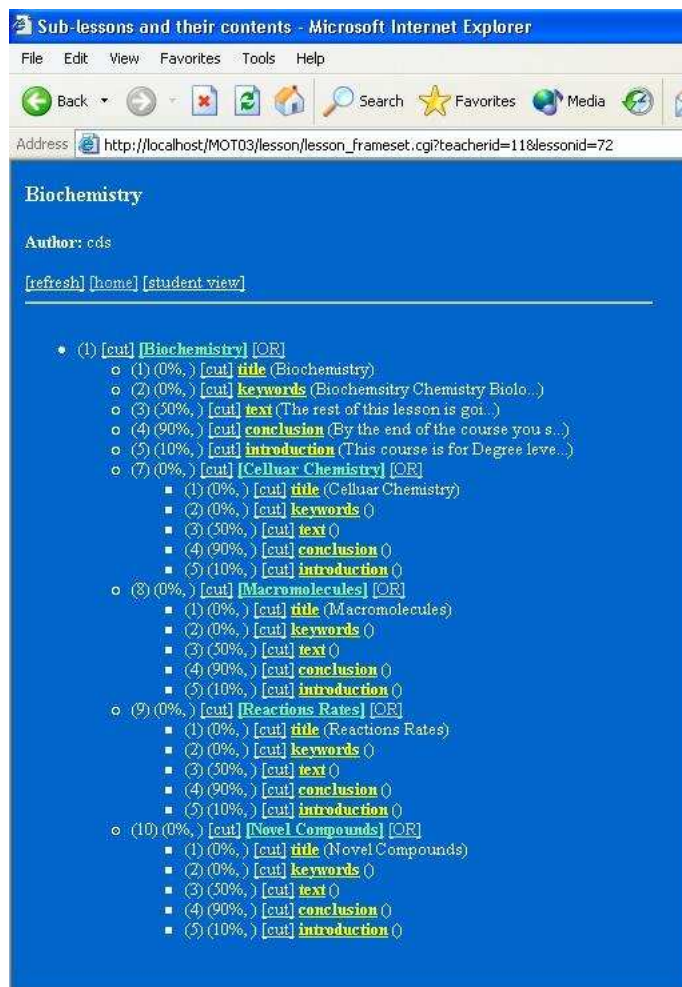 Sub-lessons and their contents - Microsoft Internet Explorer
File Edit View Favorites Tools Help
Back Search Favorites Media
Address http://localhost/MOT03/lesson/lesson_frameset.cgi?teacherid=11&lessonid=72
Biochemistry
Author: cds
[refresh] [home] [student view]
(1) [cut] [Biochemistry] [OR]
(1) (0%, ) [cut] title (Biochemistry)
(2) (0%, ) [cut] keywords (Biochemsitry Chemistry Biolo...)
(3) (50%, ) [cut] text (The rest of this lesson is goi...)
(4) (90%, ) [cut] conclusion (By the end of the course you s...)
(5) (10%, ) [cut] introduction (This course is for Degree leve...)
(7) (0%, ) [cut] [Celluar Chemistry] [OR]
(1) (0%, ) [cut] title (Celluar Chemistry)
(2) (0%, ) [cut] keywords ()
(3) (50%, ) [cut] text ()
(4) (90%, ) [cut] conclusion ()
(5) (10%, ) [cut] introduction ()
(8) (0%, ) [cut] [Macromolecules] [OR]
(1) (0%, ) [cut] title (Macromolecules)
(2) (0%, ) [cut] keywords ()
(3) (50%, ) [cut] text ()
(4) (90%, ) [cut] conclusion ()
(5) (10%, ) [cut] introduction ()
(9) (0%, ) [cut] [Reactions Rates] [OR]
(1) (0%, ) [cut] title (Reactions Rates)
(2) (0%, ) [cut] keywords ()
(3) (50%, ) [cut] text ()
(4) (90%, ) [cut] conclusion ()
(5) (10%, ) [cut] introduction ()
(10) (0%, ) [cut] [Novel Compounds] [OR]
(1) (0%, ) [cut] title (Novel Compounds)
(2) (0%, ) [cut] keywords ()
(3) (50%, ) [cut] text ()
(4) (90%, ) [cut] conclusion ()
(5) (10%, ) [cut] introduction ()